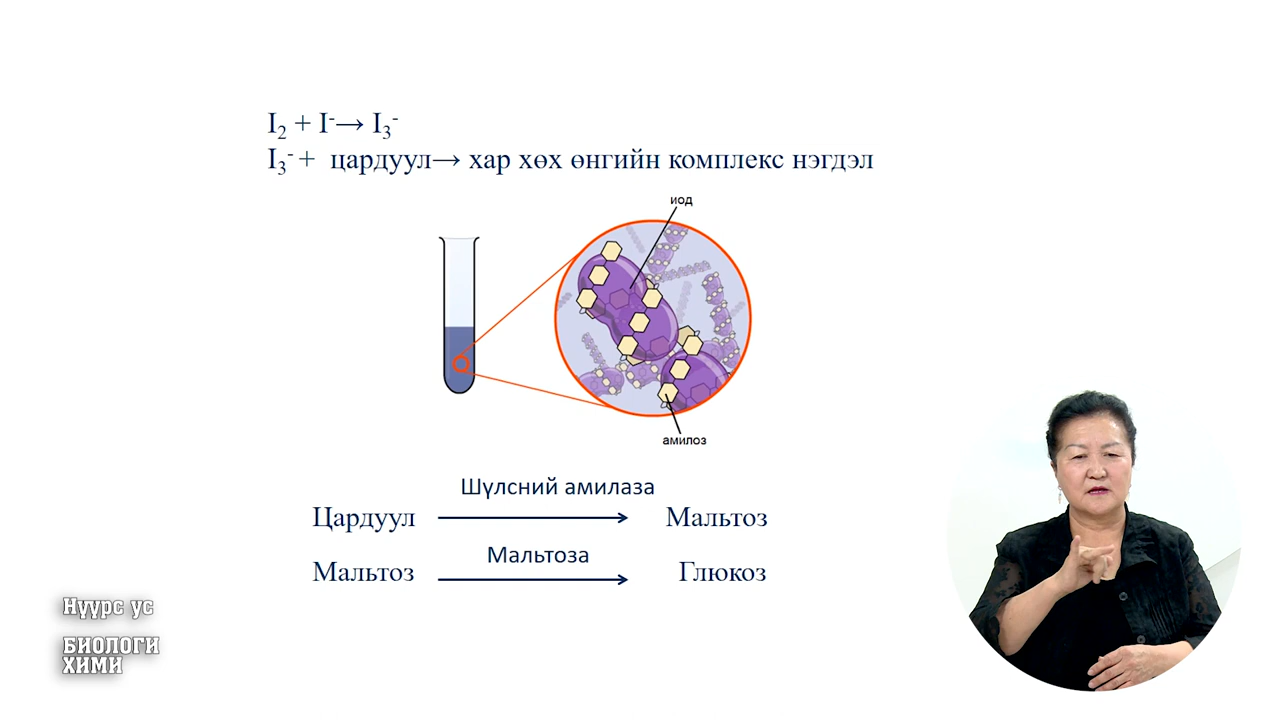 I₂ + I⁻→ I₃⁻
I₃⁻ + цардуул→ хар хөх өнгийн комплекс нэгдэл
иод
амилоз
Шүлсний амилаза
Цардуул Мальтоз
Мальтоза
Мальтоз Глюкоз
Нүүрс ус
БИОЛОГИ
ХИМИ